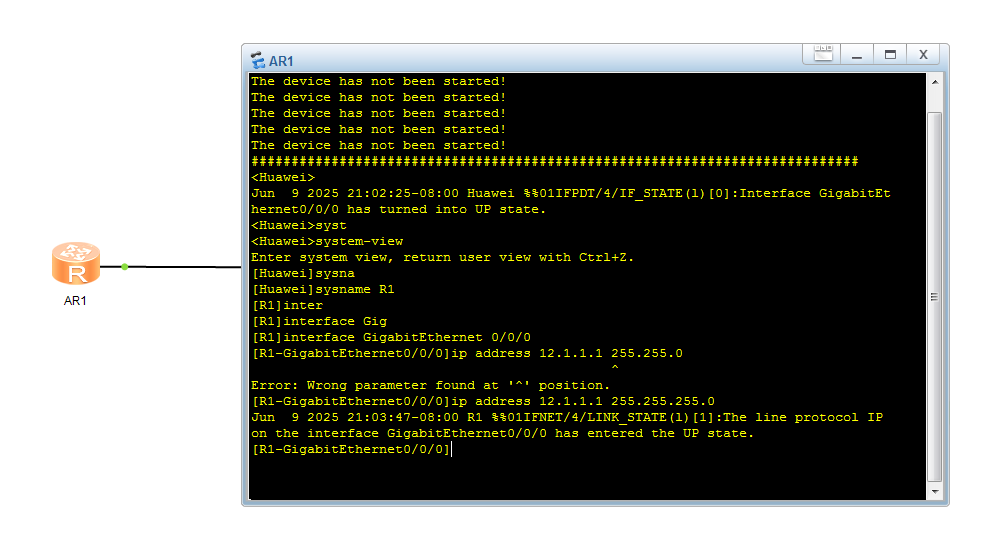 AR1
The device has not been started!
The device has not been started!
The device has not been started!
The device has not been started!
The device has not been started!
############################################################################
<Huawei>
Jun  9 2025 21:02:25-08:00 Huawei %%01IFPDT/4/IF_STATE(l)[0]:Interface GigabitEt
hernet0/0/0 has turned into UP state.
<Huawei>syst
<Huawei>system-view
Enter system view, return user view with Ctrl+Z.
[Huawei]sysna
[Huawei]sysname R1
[R1]inter
[R1]interface Gig
[R1]interface GigabitEthernet 0/0/0
[R1-GigabitEthernet0/0/0]ip address 12.1.1.1 255.255.0
                                             ^
Error: Wrong parameter found at '^' position.
[R1-GigabitEthernet0/0/0]ip address 12.1.1.1 255.255.255.0
Jun  9 2025 21:03:47-08:00 R1 %%01IFNET/4/LINK_STATE(l)[1]:The line protocol IP
on the interface GigabitEthernet0/0/0 has entered the UP state.
[R1-GigabitEthernet0/0/0]
R
AR1